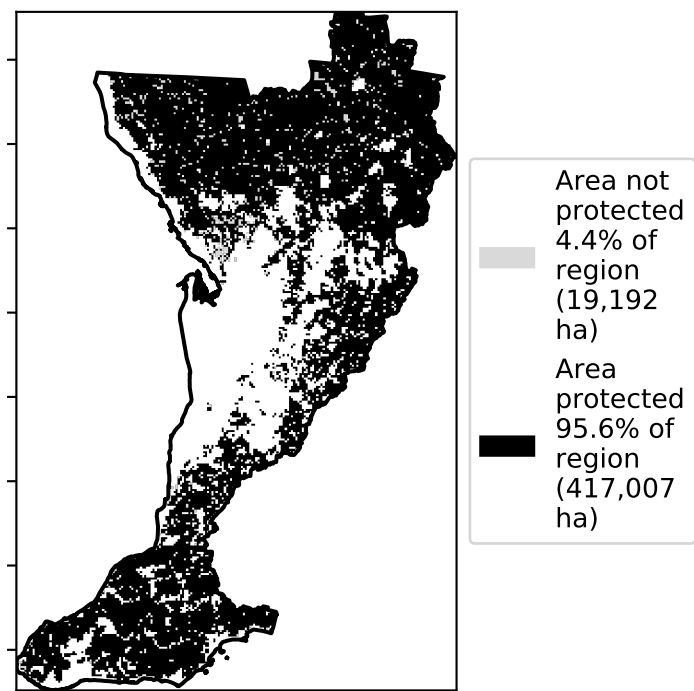 Area not
protected
4.4% of
region
(19,192
ha)
Area
protected
95.6% of
region
(417,007
ha)